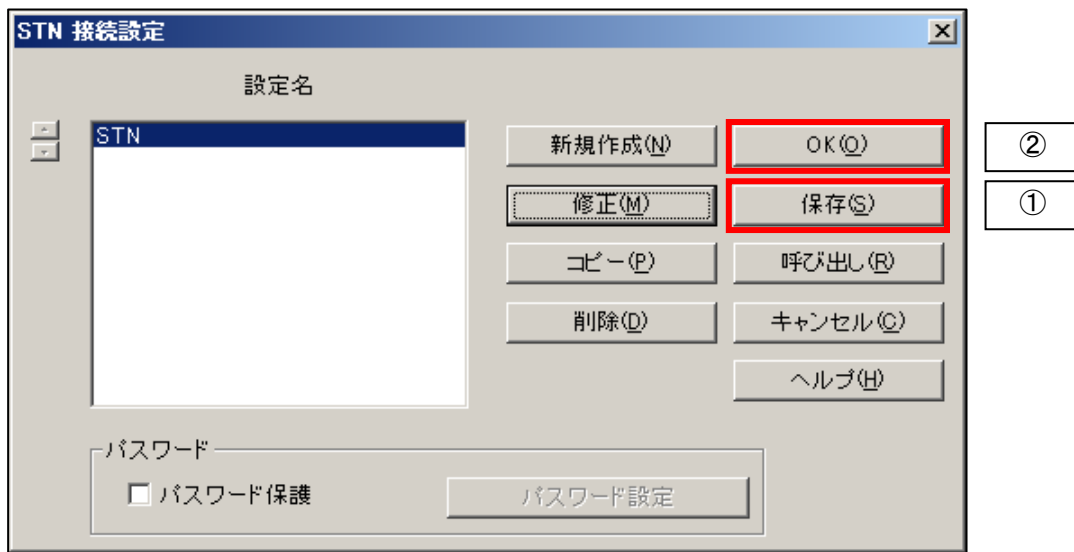 STN 接続設定
設定名
STN
新規作成(N)
OK(O)
②
修正(M)
保存(S)
①
コピー(P)
呼び出し(R)
削除(D)
キャンセル(C)
ヘルプ(H)
パスワード
パスワード保護
パスワード設定